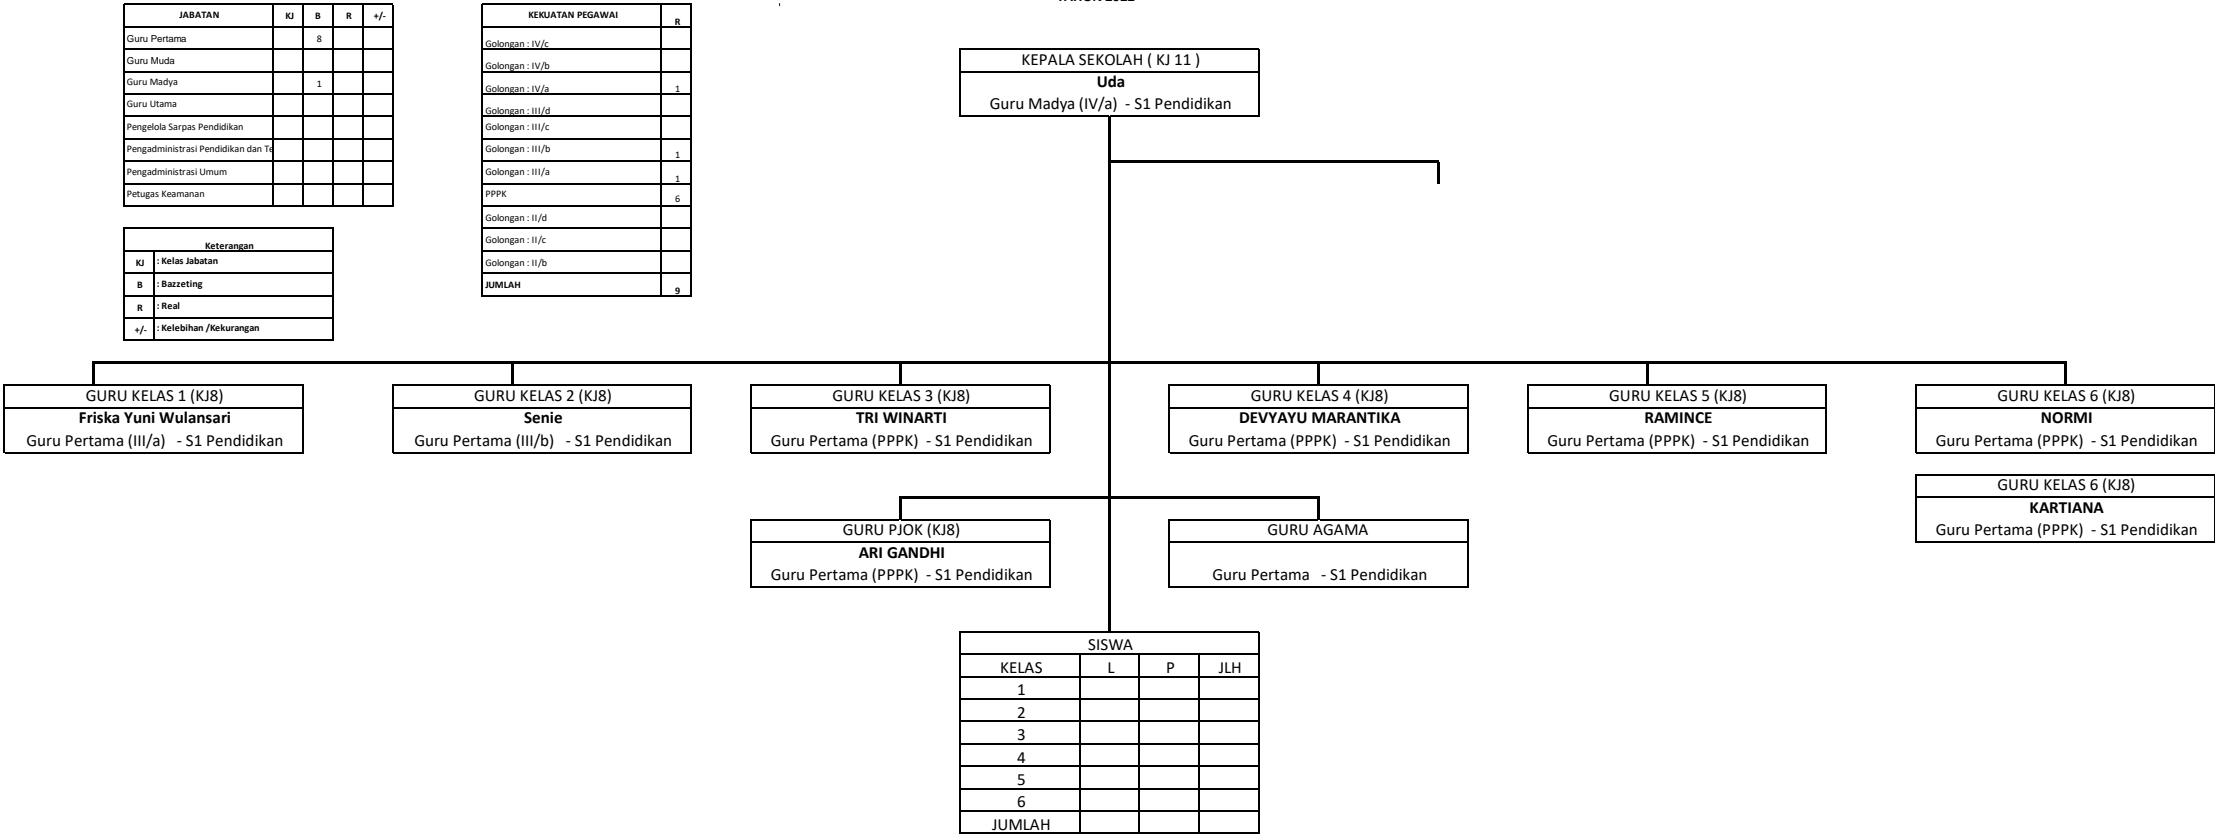 JABATAN KJ B R +/-
Guru Pertama 8
Guru Muda
Guru Madya 1
Guru Utama
Pengelola Sarpas Pendidikan
Pengadministrasi Pendidikan dan Te
Pengadministrasi Umum
Petugas Keamanan
Keterangan
KJ : Kelas Jabatan
B : Bazzeting
R : Real
+/- : Kelebihan /Kekurangan
KEKUATAN PEGAWAI R
Golongan : IV/c
Golongan : IV/b
Golongan : IV/a 1
Golongan : III/d
Golongan : III/c
Golongan : III/b 1
Golongan : III/a 1
PPPK 6
Golongan : II/d
Golongan : II/c
Golongan : II/b
JUMLAH 9
KEPALA SEKOLAH ( KJ 11 )
Uda
Guru Madya (IV/a) - S1 Pendidikan
GURU KELAS 1 (KJ8)
Friska Yuni Wulansari
Guru Pertama (III/a) - S1 Pendidikan
GURU KELAS 2 (KJ8)
Senie
Guru Pertama (III/b) - S1 Pendidikan
GURU KELAS 3 (KJ8)
TRI WINARTI
Guru Pertama (PPPK) - S1 Pendidikan
GURU KELAS 4 (KJ8)
DEVYAYU MARANTIKA
Guru Pertama (PPPK) - S1 Pendidikan
GURU KELAS 5 (KJ8)
RAMINCE
Guru Pertama (PPPK) - S1 Pendidikan
GURU KELAS 6 (KJ8)
NORMI
Guru Pertama (PPPK) - S1 Pendidikan
GURU KELAS 6 (KJ8)
KARTIANA
Guru Pertama (PPPK) - S1 Pendidikan
GURU PJOK (KJ8)
ARI GANDHI
Guru Pertama (PPPK) - S1 Pendidikan
GURU AGAMA
Guru Pertama - S1 Pendidikan
SISWA
KELAS L P JLH
1
2
3
4
5
6
JUMLAH